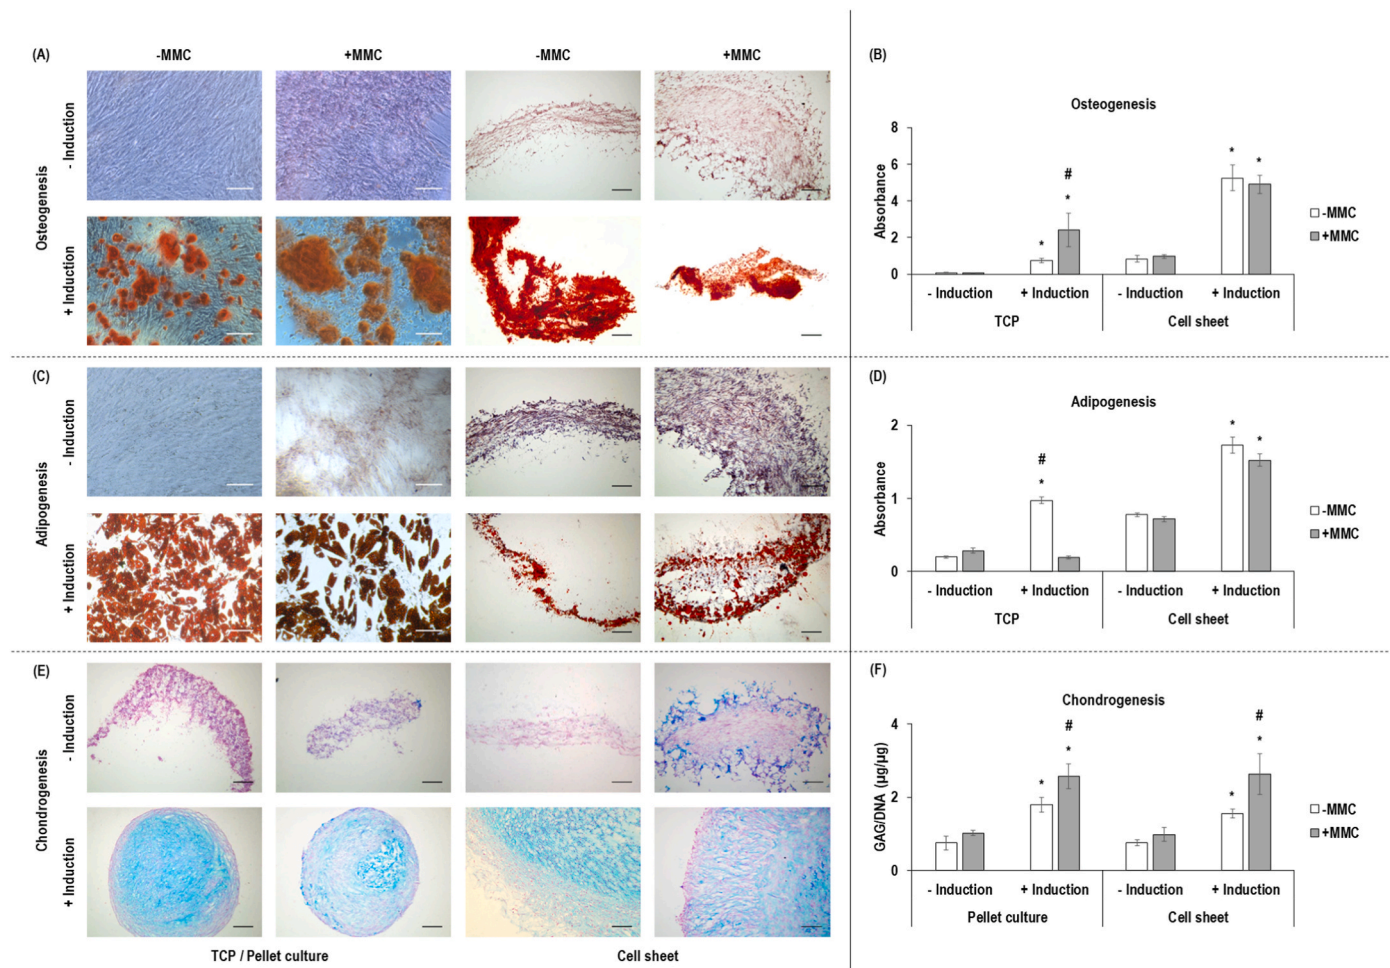 (A)
-MMC
+MMC
-MMC
+MMC
Osteogenesis
- Induction
+ Induction
(B)
Osteogenesis
Absorbance
8
6
4
2
0
*
*
#
*
*
- Induction
+ Induction
- Induction
+ Induction
TCP
Cell sheet
-MMC
+MMC
(C)
Adipogenesis
- Induction
+ Induction
(D)
Adipogenesis
Absorbance
2
1
0
#
*
*
*
- Induction
+ Induction
- Induction
+ Induction
TCP
Cell sheet
-MMC
+MMC
(E)
Chondrogenesis
- Induction
+ Induction
TCP / Pellet culture
Cell sheet
(F)
Chondrogenesis
GAG/DNA (µg/µg)
4
2
0
*
#
*
*
#
*
- Induction
+ Induction
- Induction
+ Induction
Pellet culture
Cell sheet
-MMC
+MMC